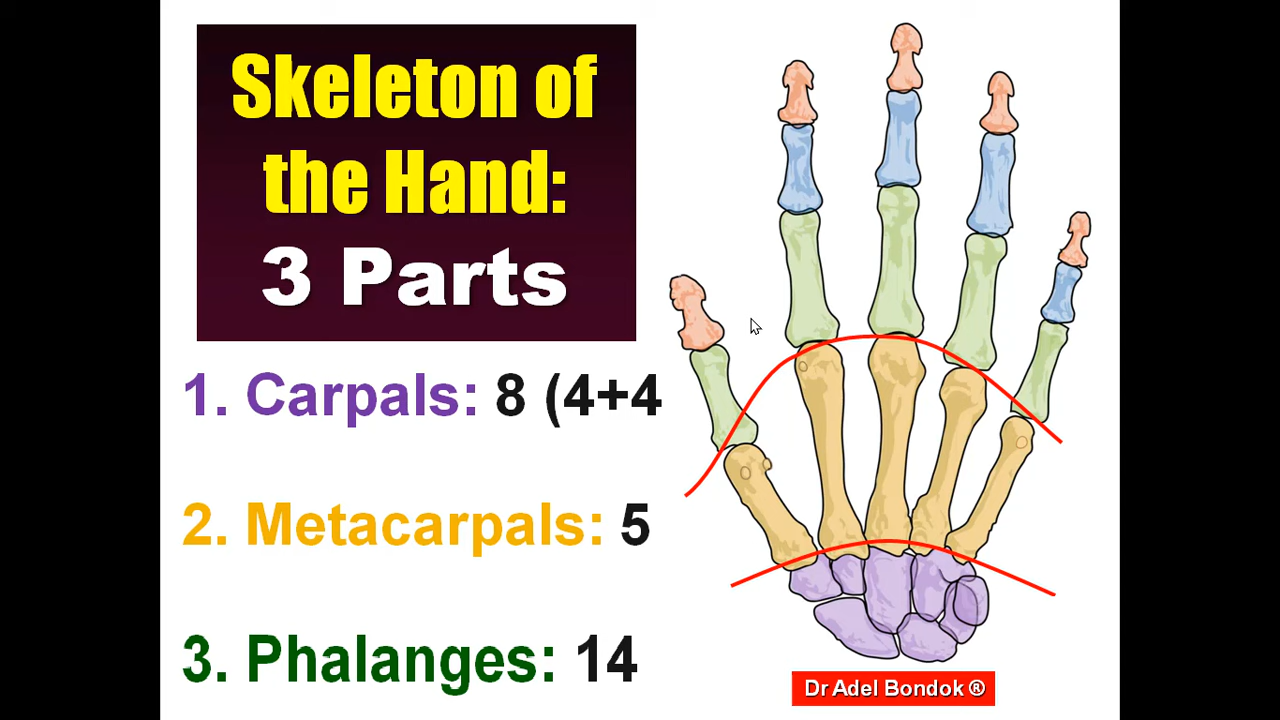 Skeleton of
the Hand:
3 Parts
1. Carpals: 8 (4+4
2. Metacarpals: 5
3. Phalanges: 14
Dr Adel Bondok ®